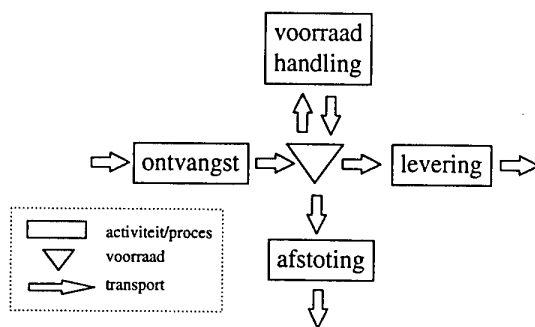 voorraad
handling
ontvangst
levering
afstoting
activiteit/proces
voorraad
transport